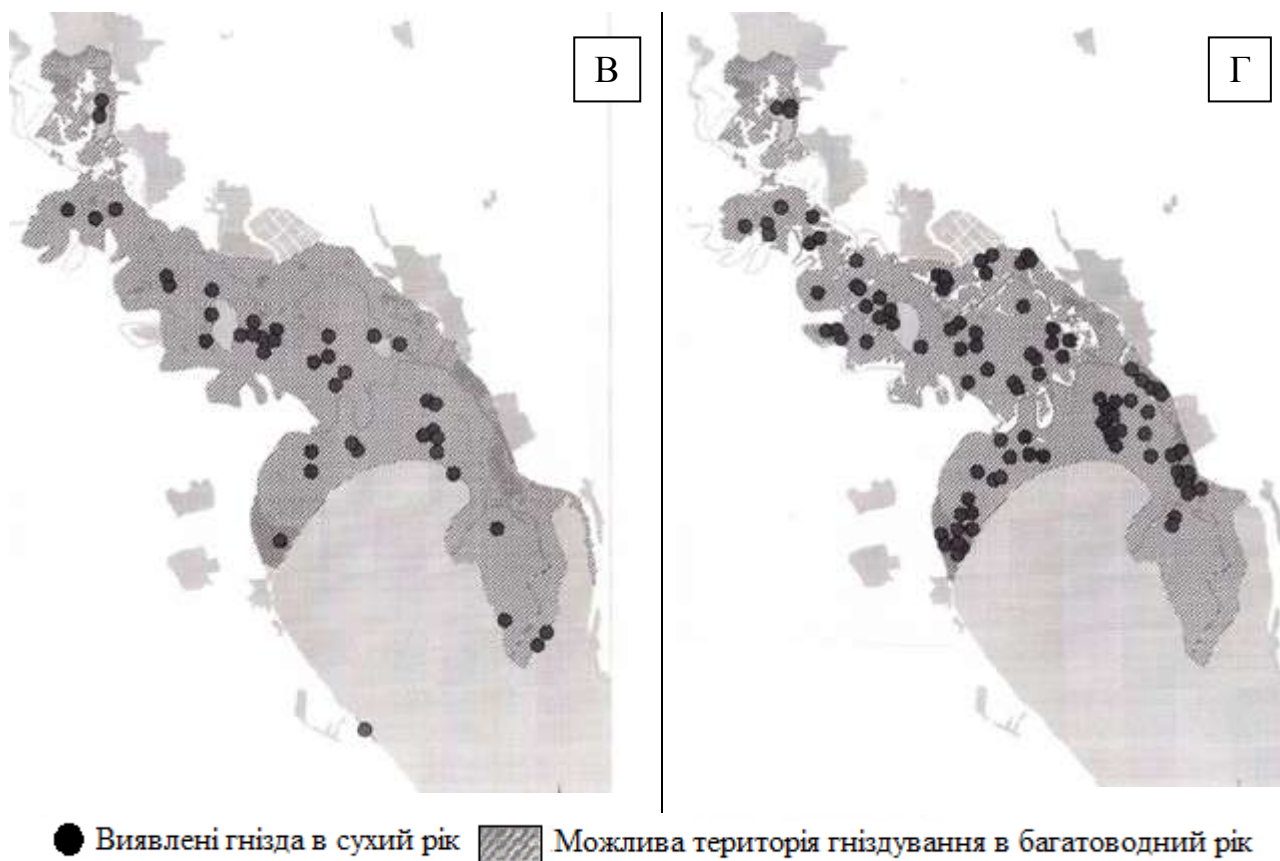 В
Г
Виявлені гнізда в сухий рік
Можлива територія гніздування в багатоводний рік